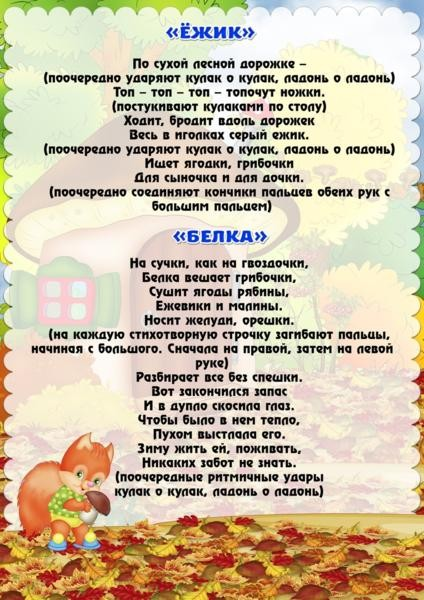 «ЁЖИК»
По сухой лесной дорожке –
(поочередно ударяют кулак о кулак, ладонь о ладонь)
Топ – топ – топ – топочут ножки.
(постукивают кулаками по столу)
Ходит, бродит вдоль дорожек
Весь в иголках серый ежик.
(поочередно ударяют кулак о кулак, ладонь о ладонь)
Ищет ягодки, грибочки
Для сыночка и для дочки.
(поочередно соединяют кончики пальцев обеих рук с
большим пальцем)
«БЕЛКА»
На сучки, как на гвоздочки,
Белка вешает грибочки,
Сушит ягоды рябины,
Ежевики и малины.
Носит желуди, орешки.
(на каждую стихотворную строчку загибают пальцы,
начиная с большого. Сначала на правой, затем на левой
руке)
Разбирает все без спешки.
Вот закончился запас
И в дупло скосила глаз.
Чтобы было в нем тепло,
Пухом выстлала его.
Зиму жить ей, поживать,
Никаких забот не знать.
(поочередные ритмичные удары
кулак о кулак, ладонь о ладонь)